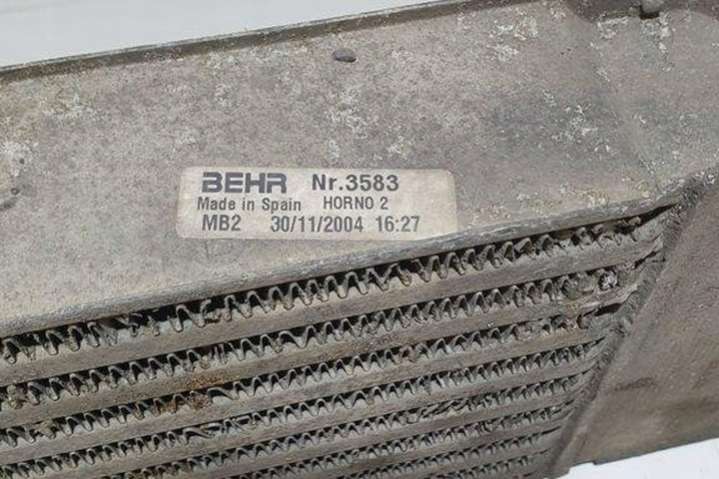 BEHR Nr.3583
Made in Spain HORNO 2
MB2 30/11/2004 16:27